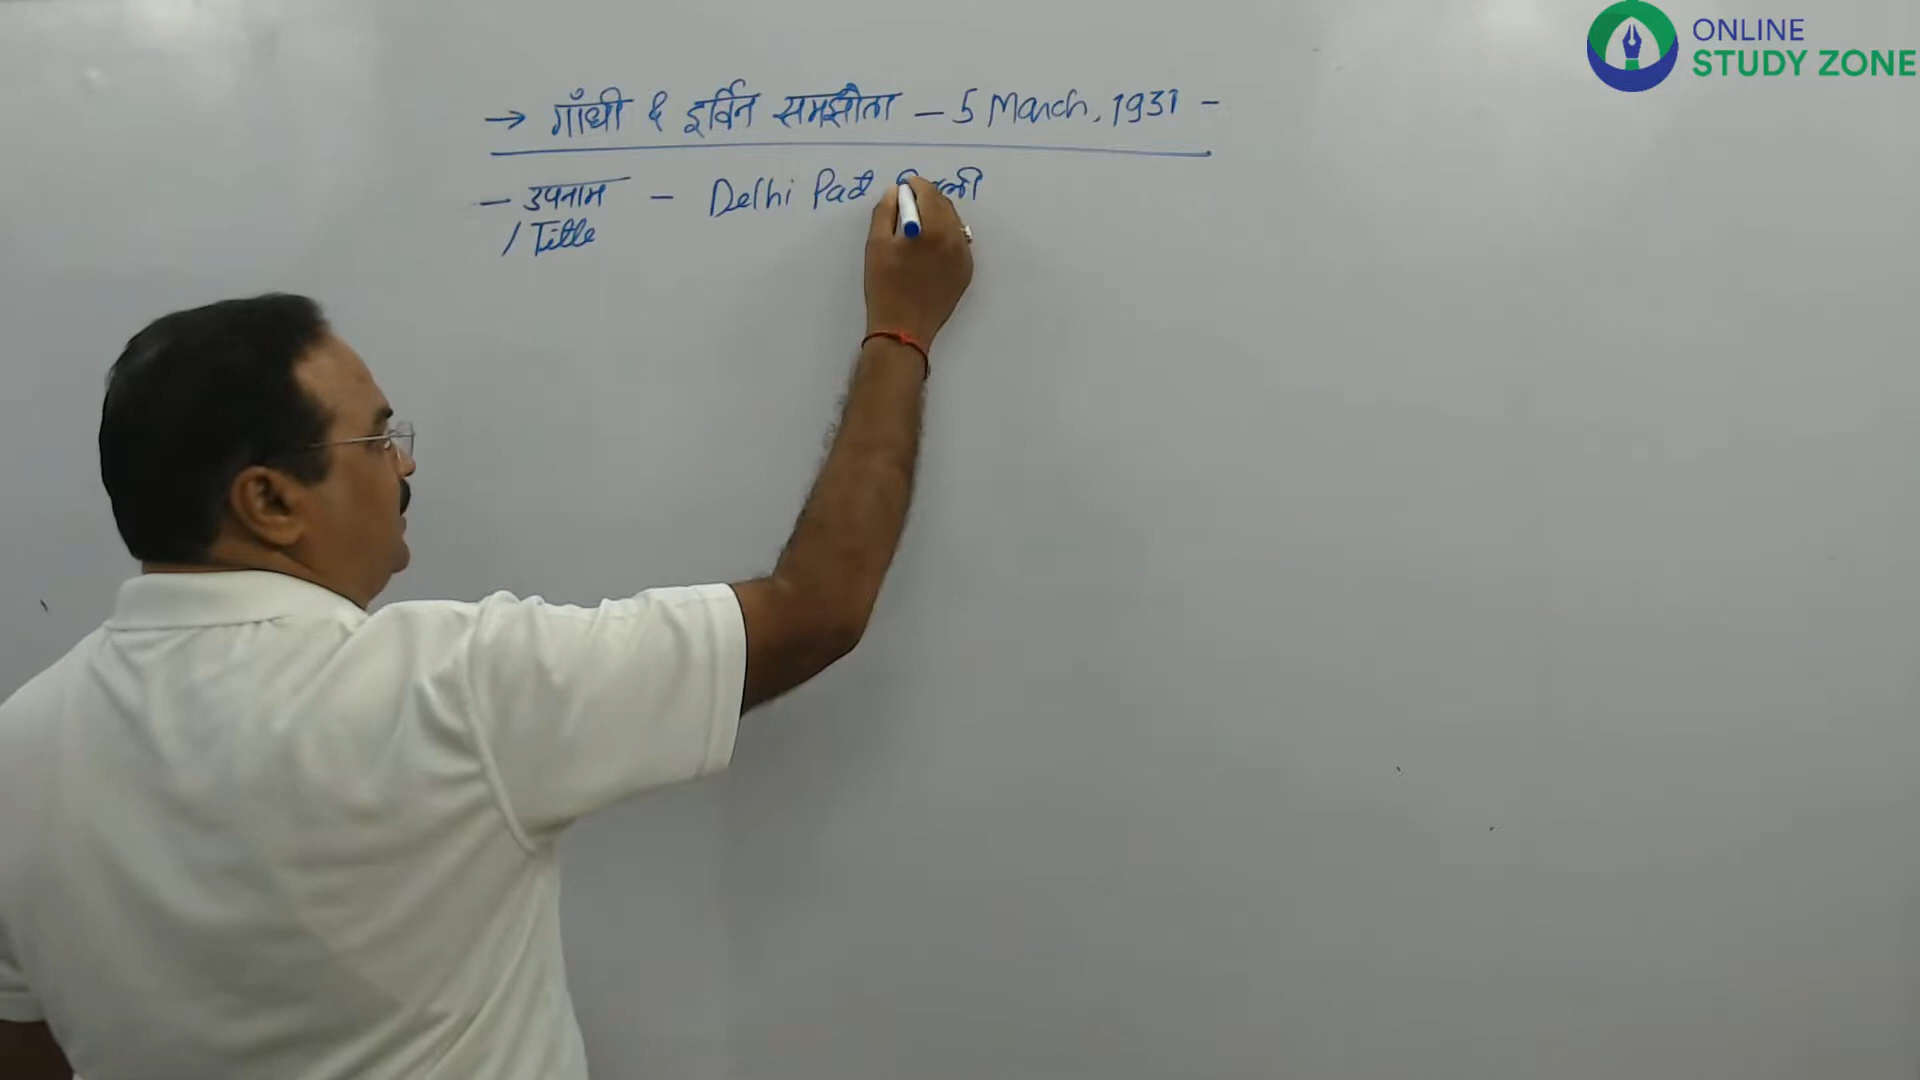 → गाँधी & इर्विन समझौता – 5 March, 1931 –
– उपनाम – Delhi Pact
/ Title
ONLINE
STUDY ZONE